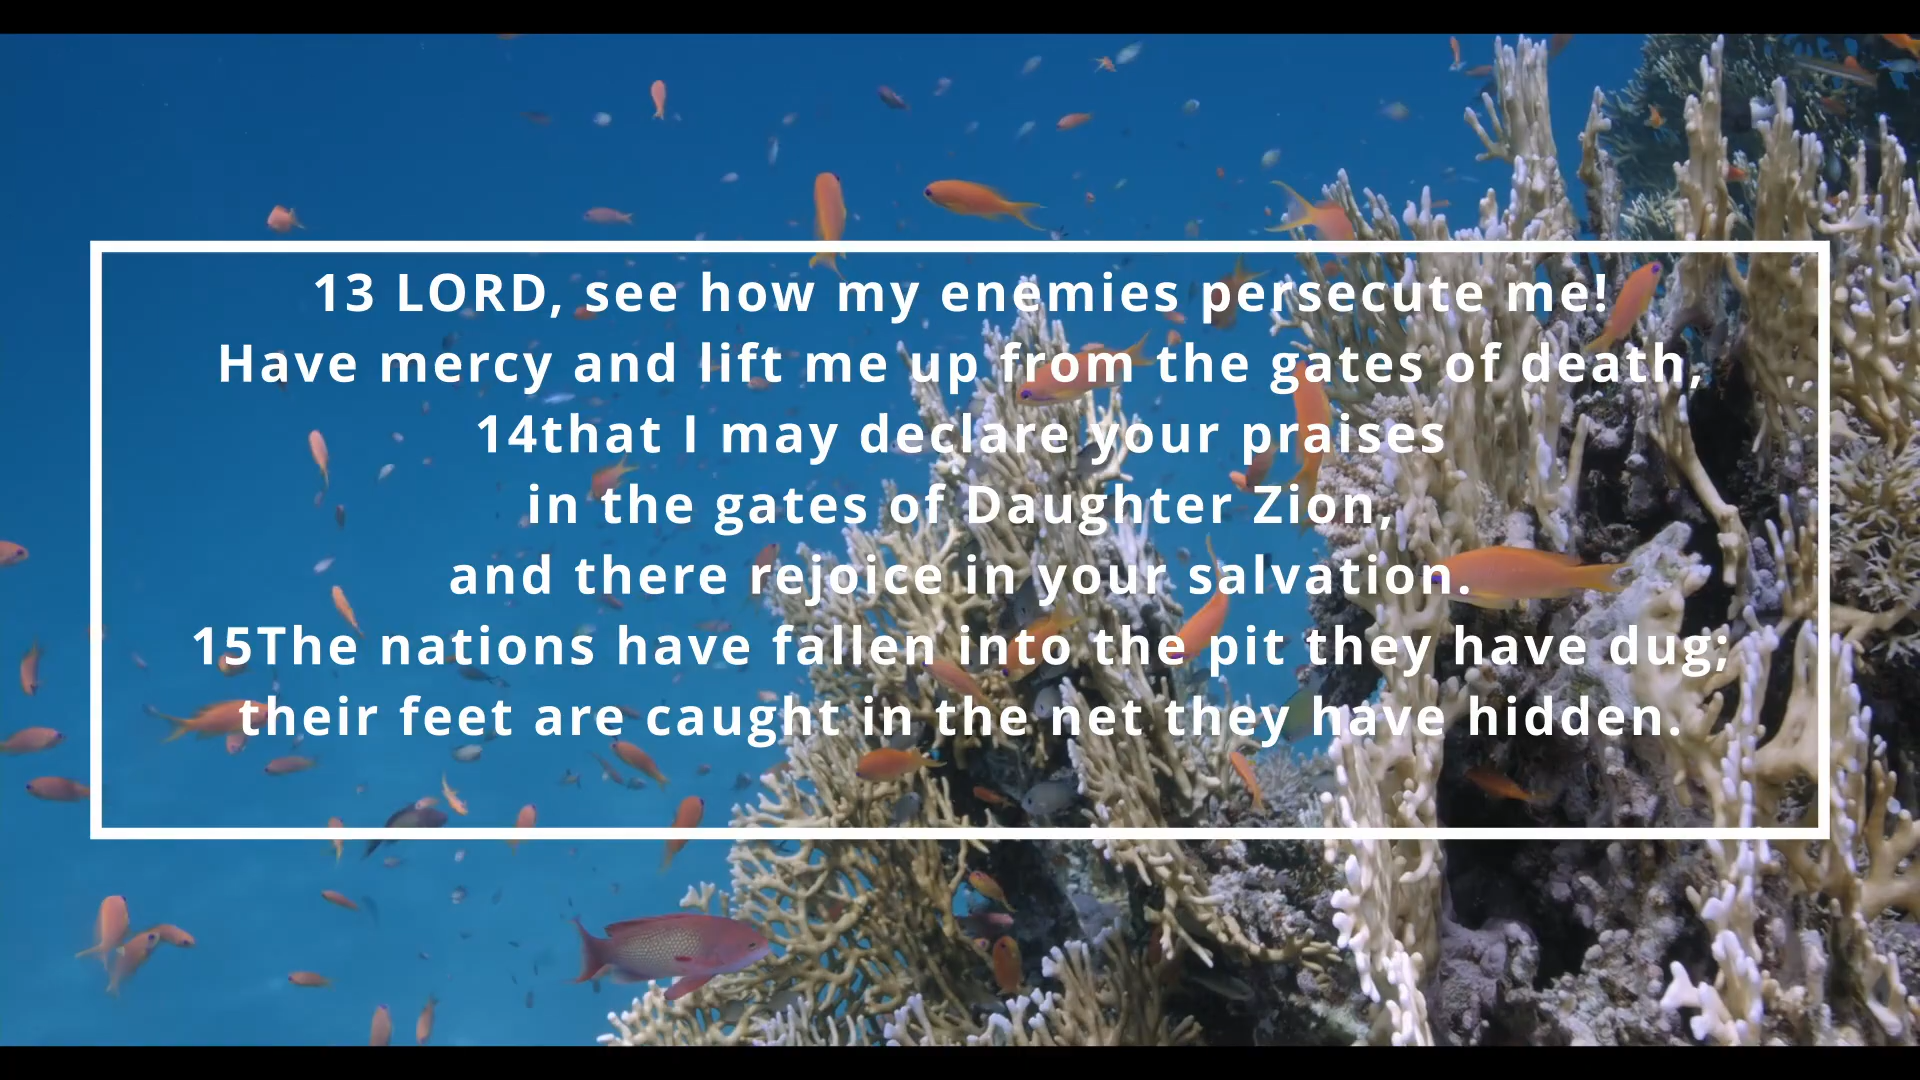 13 LORD, see how my enemies persecute me!
Have mercy and lift me up from the gates of death,
14that I may declare your praises
in the gates of Daughter Zion,
and there rejoice in your salvation.
15The nations have fallen into the pit they have dug;
their feet are caught in the net they have hidden.